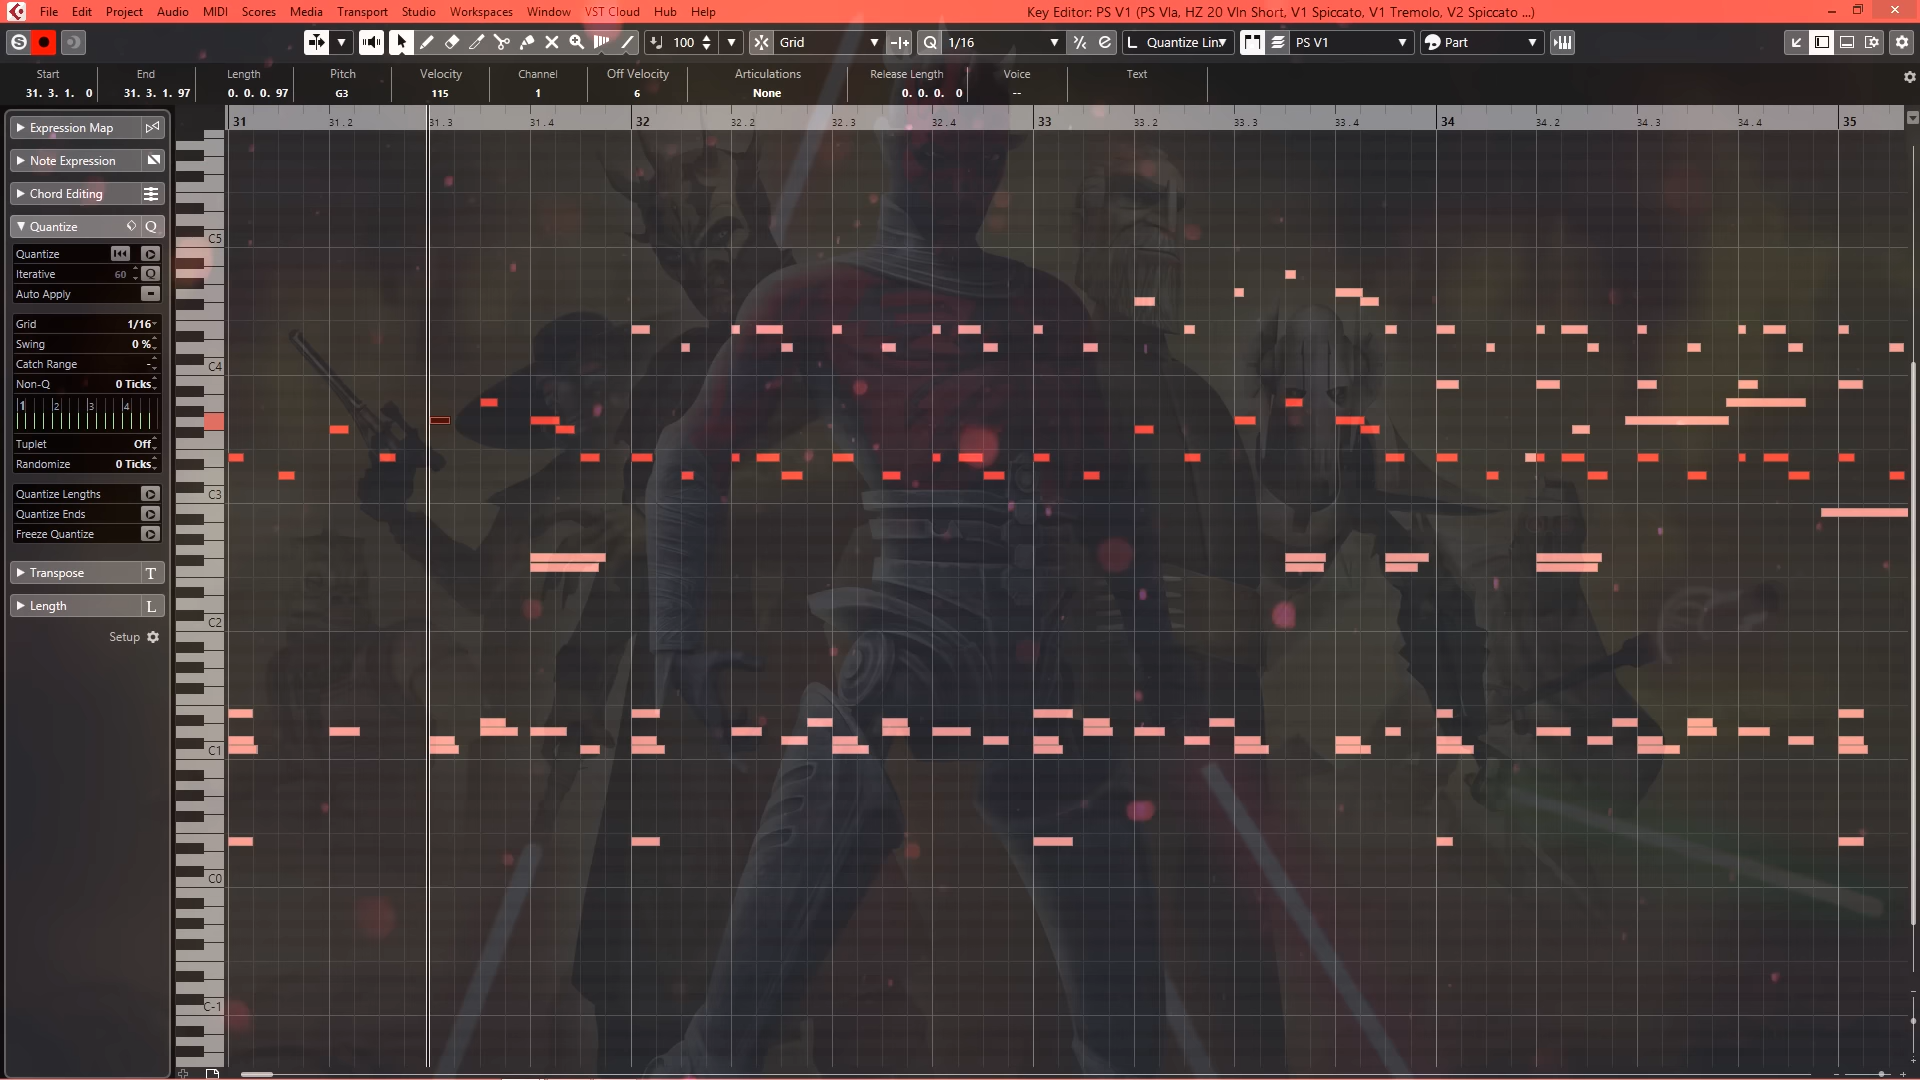 File Edit Project Audio MIDI Scores Media Transport Studio Workspaces Window VST Cloud Hub Help Key Editor: PS V1 (PS Vla, HZ 20 Vln Short, V1 Spiccato, V1 Tremolo, V2 Spiccato ...)
100 Grid 1/16 Quantize Lin PS V1 Part
Start End Length Pitch Velocity Channel Off Velocity Articulations Release Length Voice Text
31. 3. 1. 0 31. 3. 1. 97 0. 0. 0. 97 G3 115 1 6 None 0. 0. 0. 0 --
31 31.2 31.3 31.4 32 32.2 32.3 32.4 33 33.2 33.3 33.4 34 34.2 34.3 34.4 35
Expression Map
Note Expression
Chord Editing
Quantize Q
Quantize
Iterative 60 Q
Auto Apply
Grid 1/16
Swing 0 %
Catch Range -
Non-Q 0 Ticks
1 2 3 4
Tuplet Off
Randomize 0 Ticks
Quantize Lengths
Quantize Ends
Freeze Quantize
Transpose T
Length L
Setup
C5
C4
C3
C2
C1
C0
C-1